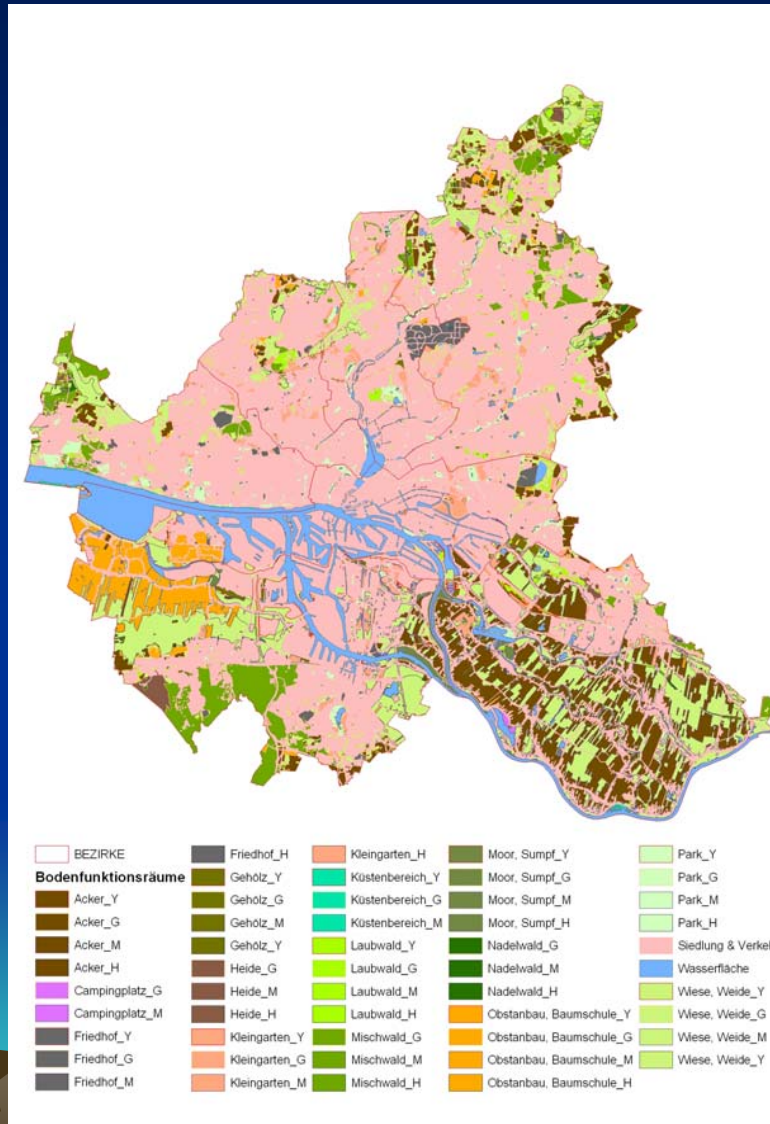 BEZIRKE
Bodenfunktionsräume
Acker_Y
Acker_G
Acker_M
Acker_H
Campingplatz_G
Campingplatz_M
Friedhof_Y
Friedhof_G
Friedhof_M
Friedhof_H
Gehölz_Y
Gehölz_G
Gehölz_M
Gehölz_Y
Heide_G
Heide_M
Heide_H
Kleingarten_Y
Kleingarten_G
Kleingarten_M
Kleingarten_H
Küstenbereich_Y
Küstenbereich_G
Küstenbereich_M
Laubwald_Y
Laubwald_G
Laubwald_M
Laubwald_H
Mischwald_G
Mischwald_M
Mischwald_H
Moor, Sumpf_Y
Moor, Sumpf_G
Moor, Sumpf_M
Moor, Sumpf_H
Nadelwald_G
Nadelwald_M
Nadelwald_H
Obstanbau, Baumschule_Y
Obstanbau, Baumschule_G
Obstanbau, Baumschule_M
Obstanbau, Baumschule_H
Park_Y
Park_G
Park_M
Park_H
Siedlung & Verkeh
Wasserfläche
Wiese, Weide_Y
Wiese, Weide_G
Wiese, Weide_M
Wiese, Weide_Y